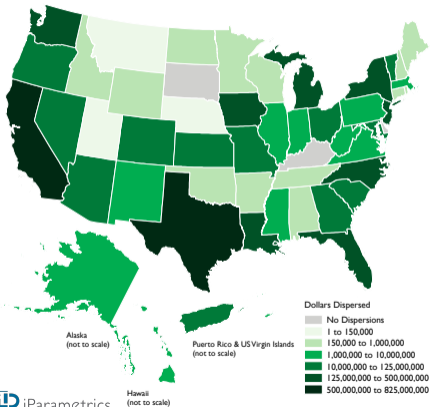 Dollars Dispersed
No Dispersions
1 to 150,000
150,000 to 1,000,000
1,000,000 to 10,000,000
10,000,000 to 125,000,000
125,000,000 to 500,000,000
500,000,000 to 825,000,000
Alaska
(not to scale)
Puerto Rico & US Virgin Islands
(not to scale)
Hawaii
(not to scale)
iParametrics